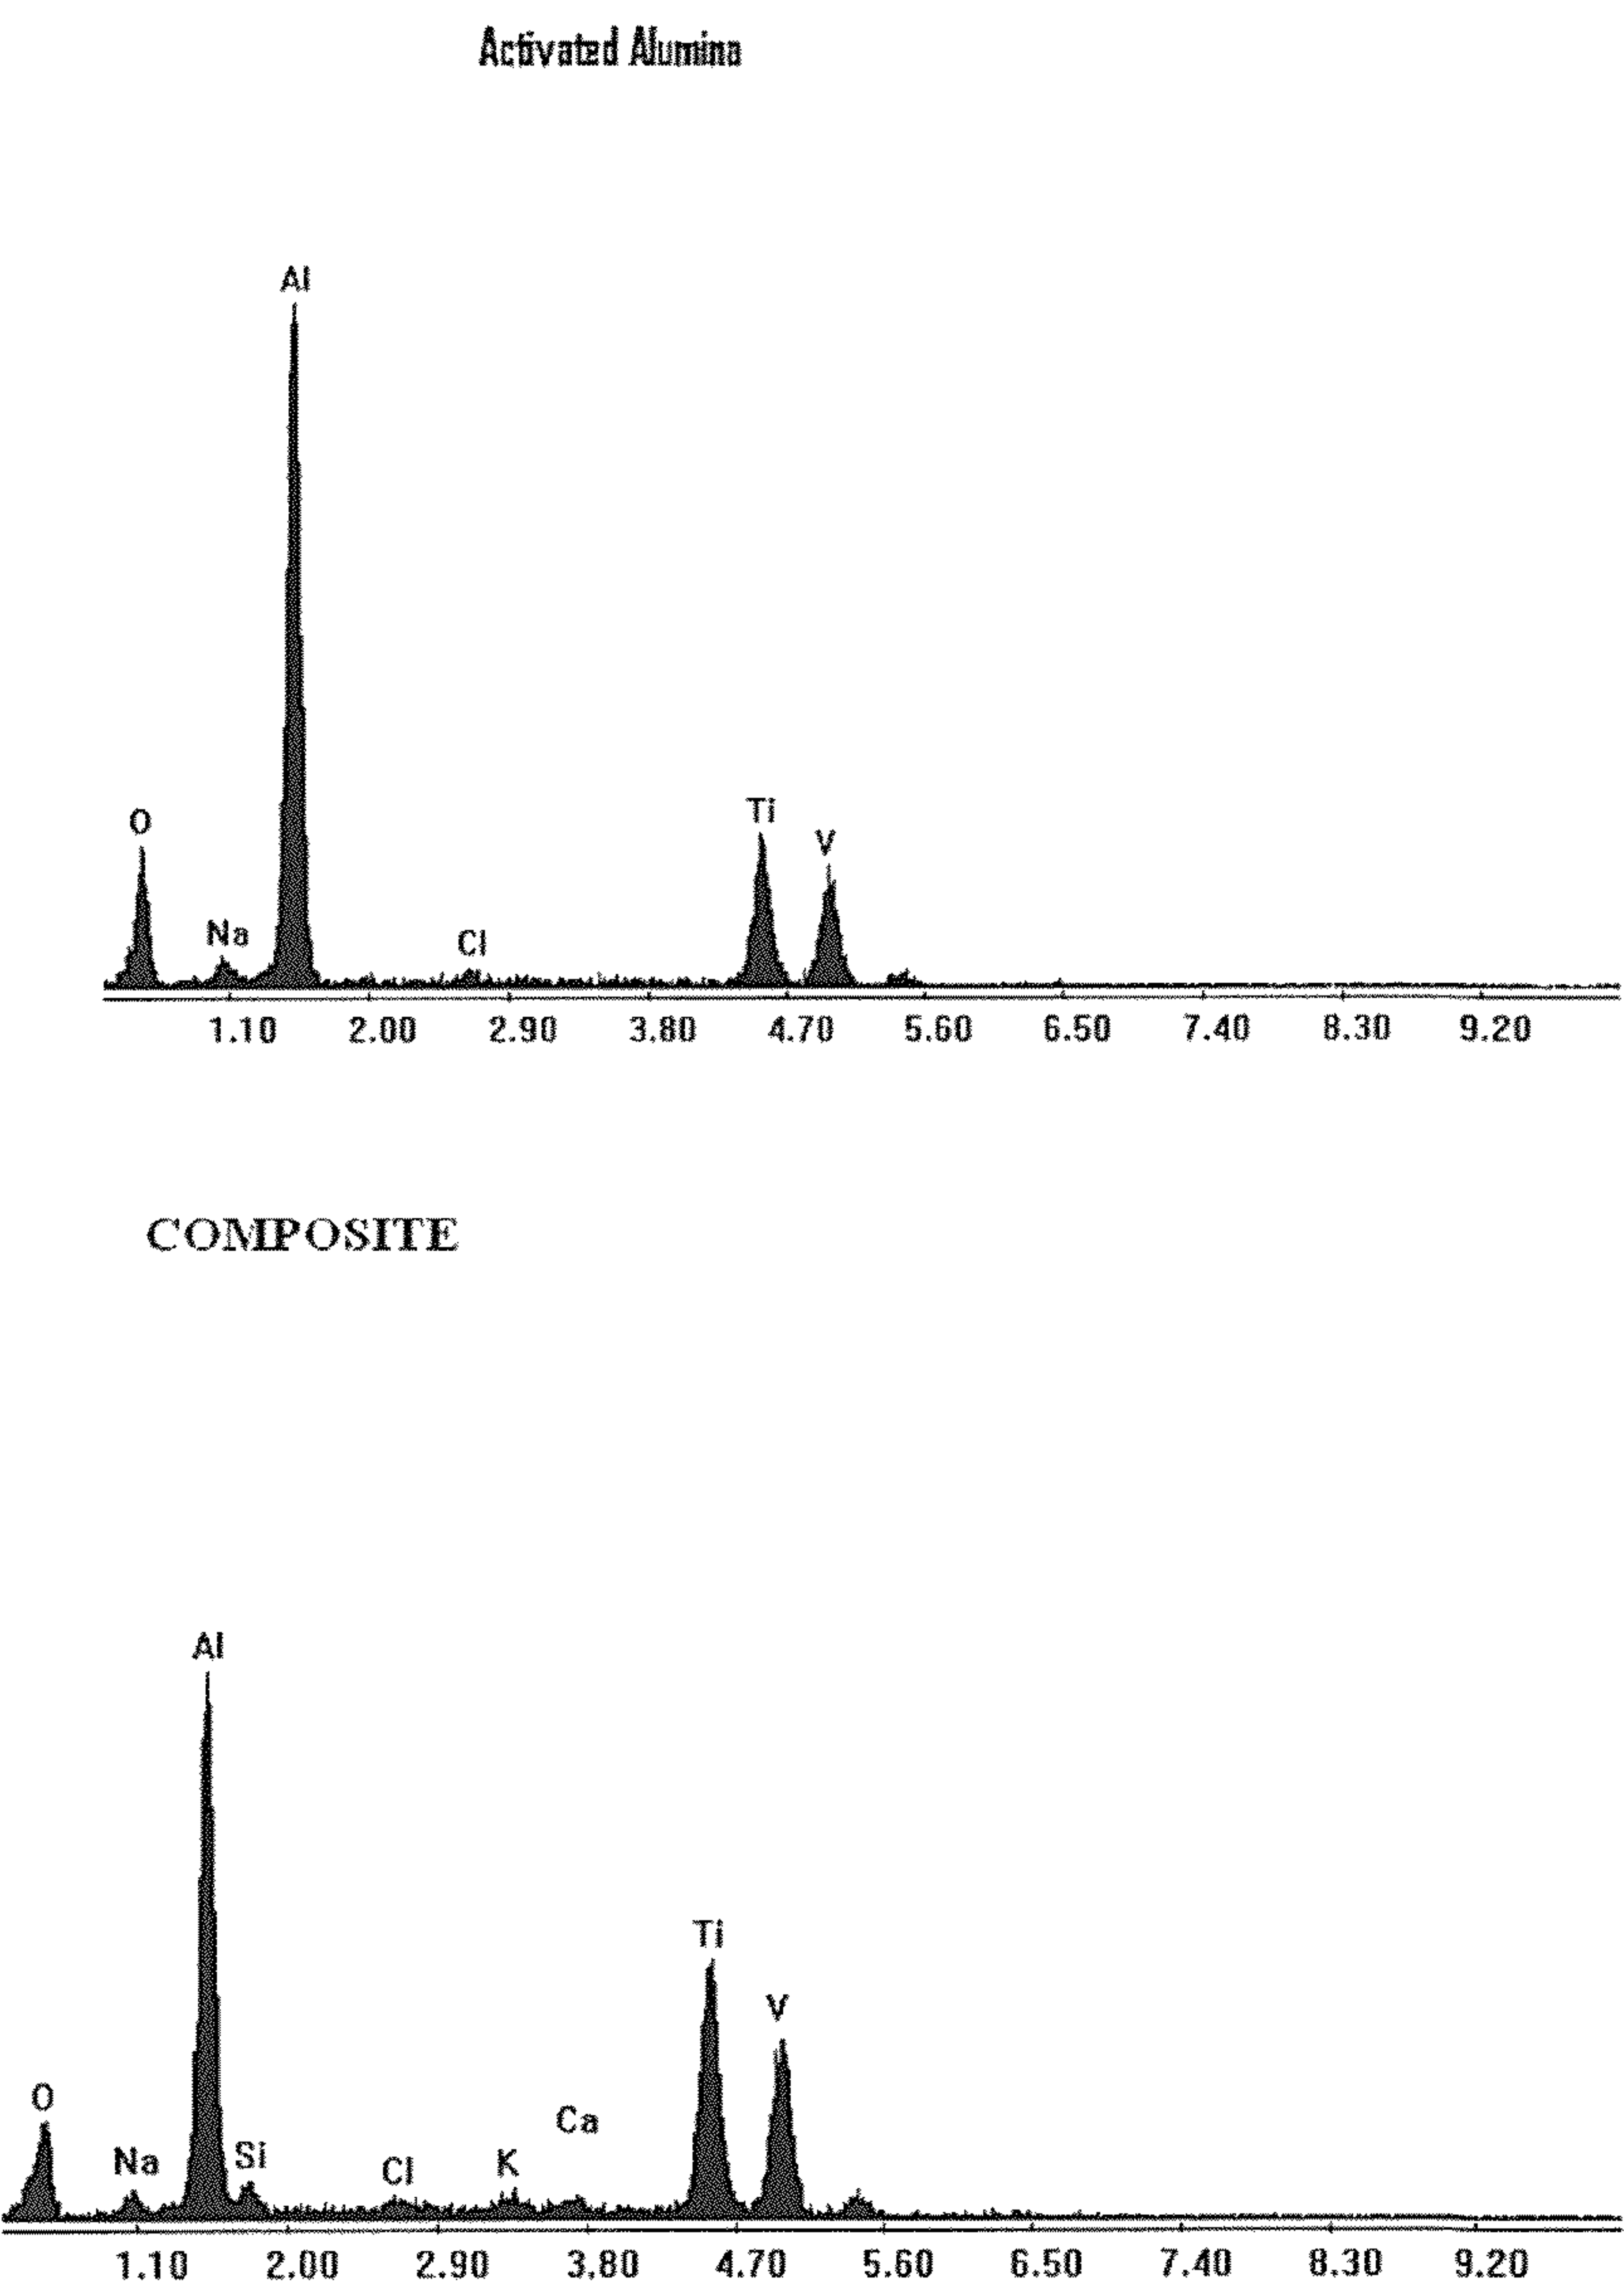 Activated Alumina
Al
O
Ti
V
Na
Cl
1.10 2.00 2.90 3.80 4.70 5.60 6.50 7.40 8.30 9.20
COMPOSITE
Al
Ti
V
O
Ca
Na
Si
Cl
K
1.10 2.00 2.90 3.80 4.70 5.60 6.50 7.40 8.30 9.20